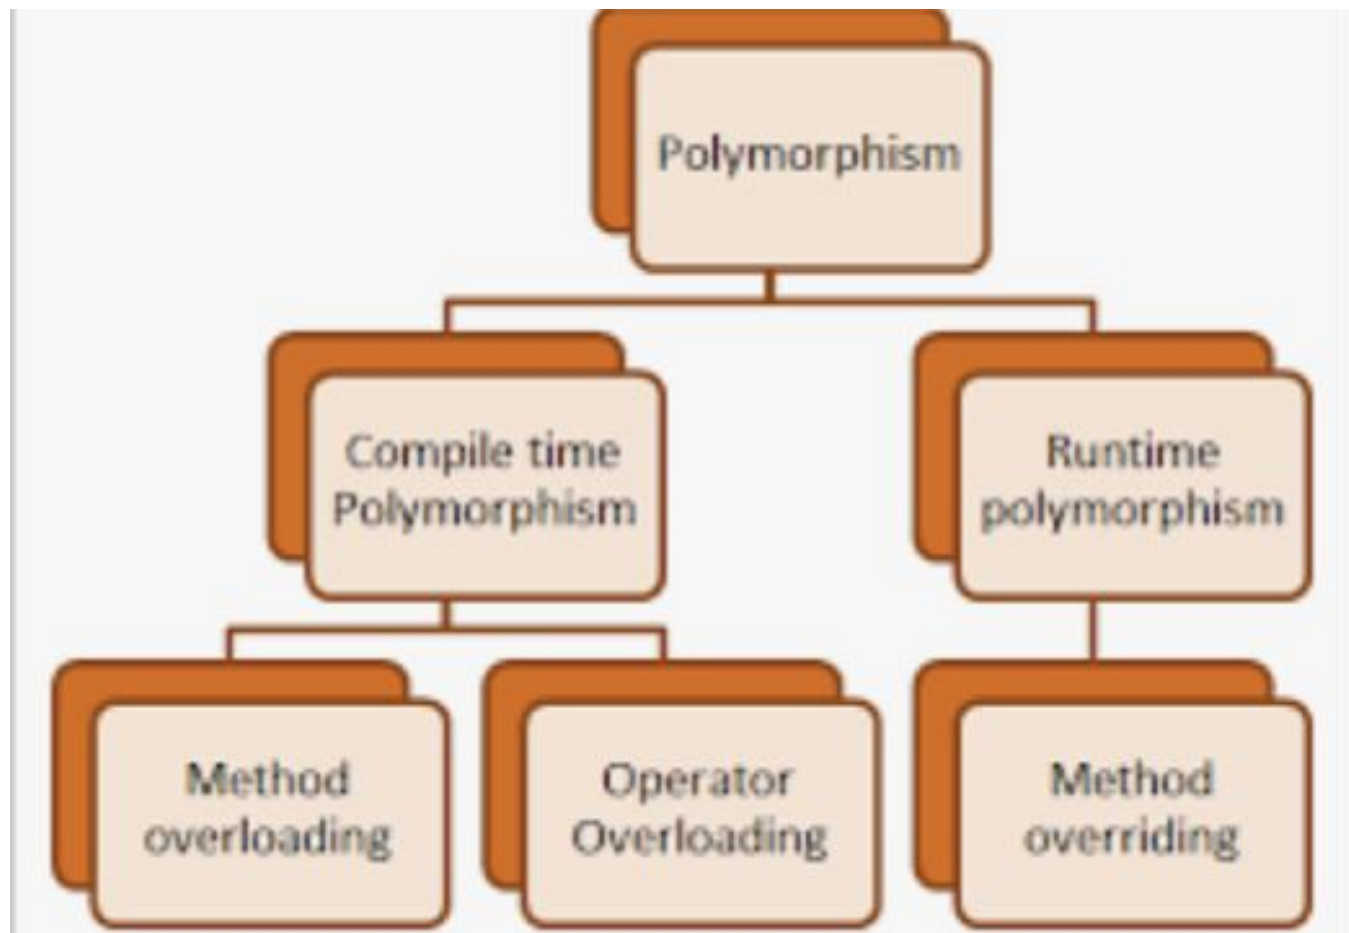 Polymorphism
Compile time
Polymorphism
Runtime
polymorphism
Method
overloading
Operator
Overloading
Method
overriding